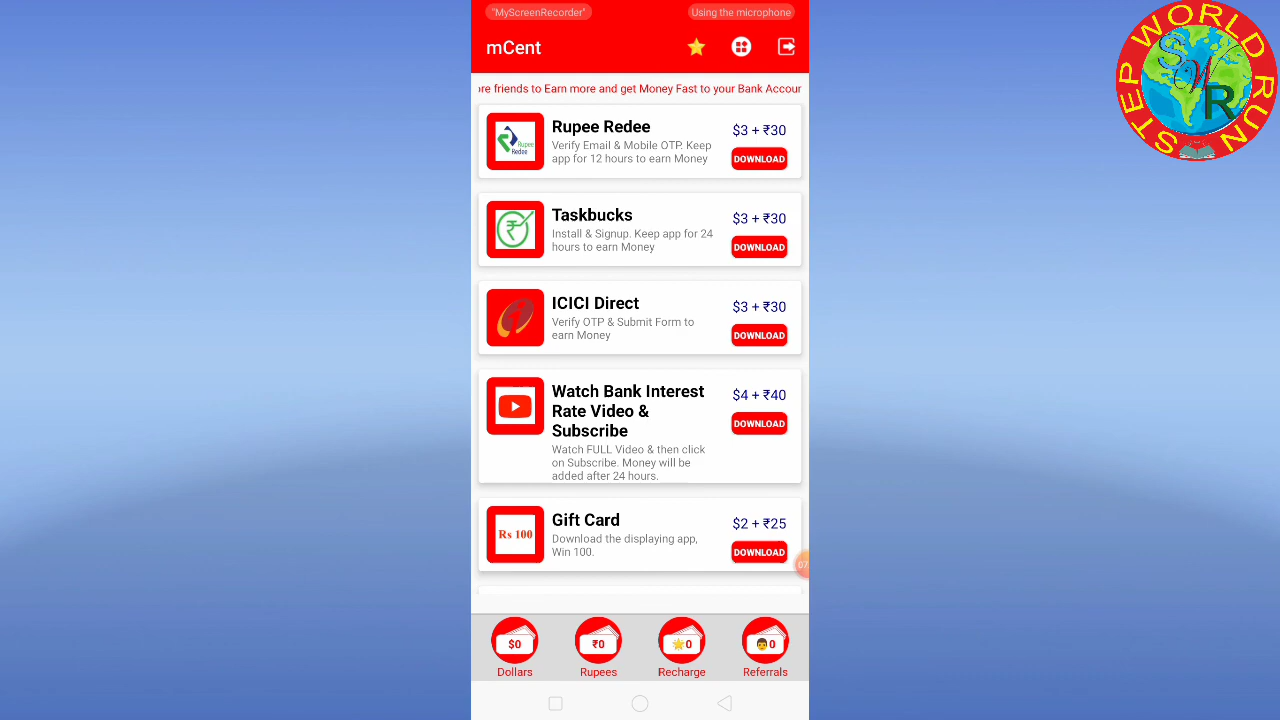 "MyScreenRecorder"
Using the microphone
mCent
ore friends to Earn more and get Money Fast to your Bank Accour
Rupee Redee
Verify Email & Mobile OTP. Keep
app for 12 hours to earn Money
$3 + ₹30
DOWNLOAD
Rupee
Redee
Taskbucks
Install & Signup. Keep app for 24
hours to earn Money
$3 + ₹30
DOWNLOAD
ICICI Direct
Verify OTP & Submit Form to
earn Money
$3 + ₹30
DOWNLOAD
Watch Bank Interest
Rate Video &
Subscribe
Watch FULL Video & then click
on Subscribe. Money will be
added after 24 hours.
$4 + ₹40
DOWNLOAD
Rs 100
Gift Card
Download the displaying app,
Win 100.
$2 + ₹25
DOWNLOAD
07
$0
₹0
0
0
Dollars
Rupees
Recharge
Referrals
STEP WORLD RUN
S W R